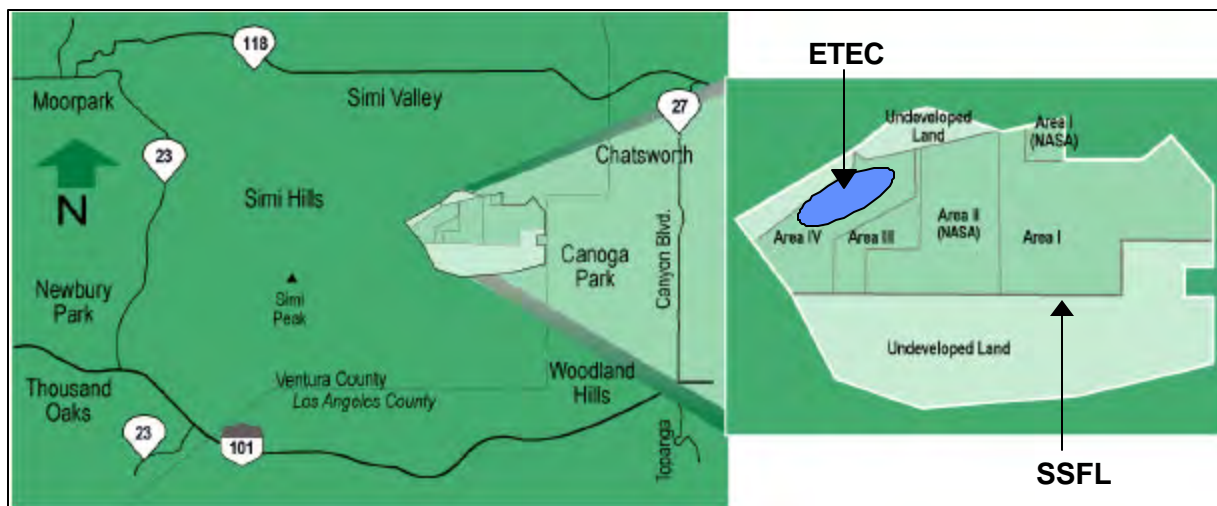 118
Moorpark
Simi Valley
27
23
Chatsworth
N
Simi Hills
Canyon Blvd.
Canoga
Park
Newbury
Park
Simi
Peak
Ventura County
Los Angeles County
Woodland
Hills
Thousand
Oaks
23
101
Topanga
ETEC
Undeveloped
Land
Area I
(NASA)
Area IV
Area III
Area II
(NASA)
Area I
Undeveloped Land
SSFL